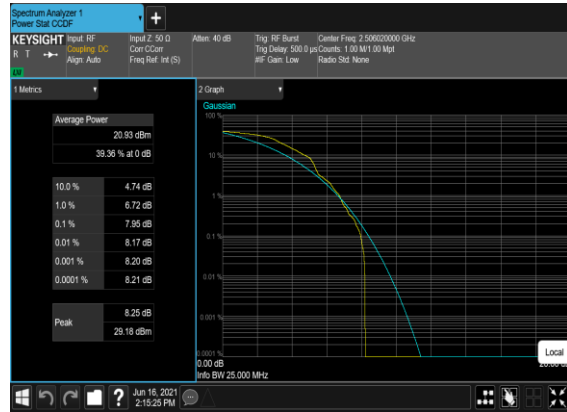 Spectrum Analyzer 1
Power Stat CCDF
+
KEYSIGHT
R T
LW
Input: RF
Coupling: DC
Align: Auto
Input Z: 50 Ω
Corr CCorr
Freq Ref: Int (S)
Atten: 40 dB
Trig: RF Burst
Trig Delay: 500.0 µs
#IF Gain: Low
Center Freq: 2.506020000 GHz
Counts: 1.00 M/1.00 Mpt
Radio Std: None
1 Metrics
Average Power
20.93 dBm
39.36 % at 0 dB
10.0 % 4.74 dB
1.0 % 6.72 dB
0.1 % 7.95 dB
0.01 % 8.17 dB
0.001 % 8.20 dB
0.0001 % 8.21 dB
Peak
8.25 dB
29.18 dBm
2 Graph
Gaussian
100 %
10 %
1 %
0.1 %
0.01 %
0.001 %
0.0001 %
0.00 dB
Info BW 25.000 MHz
Local
?
Jun 16, 2021
2:15:25 PM